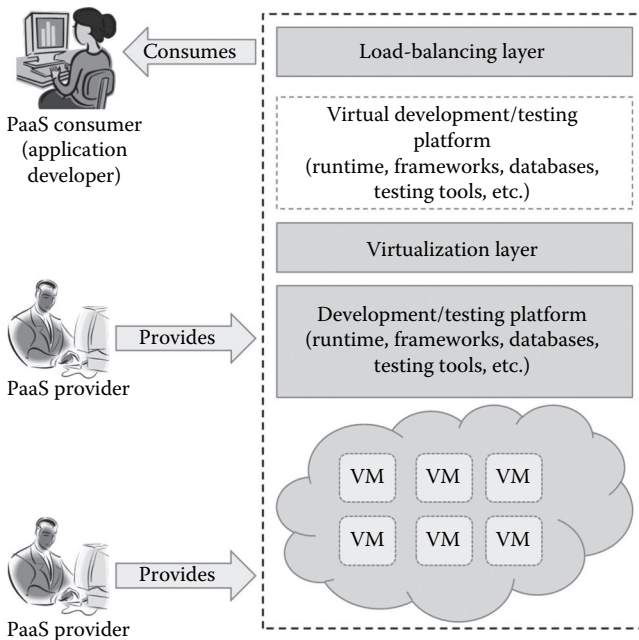 Consumes
PaaS consumer
(application
developer)
Load-balancing layer
Virtual development/testing
platform
(runtime, frameworks, databases,
testing tools, etc.)
Virtualization layer
Provides
PaaS provider
Development/testing platform
(runtime, frameworks, databases,
testing tools, etc.)
VM VM VM
VM VM VM
Provides
PaaS provider